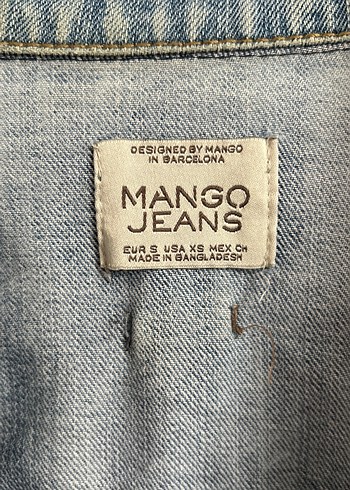 DESIGNED BY MANGO
IN BARCELONA
MANGO
JEANS
EUR S USA XS MEX CH
MADE IN BANGLADESH